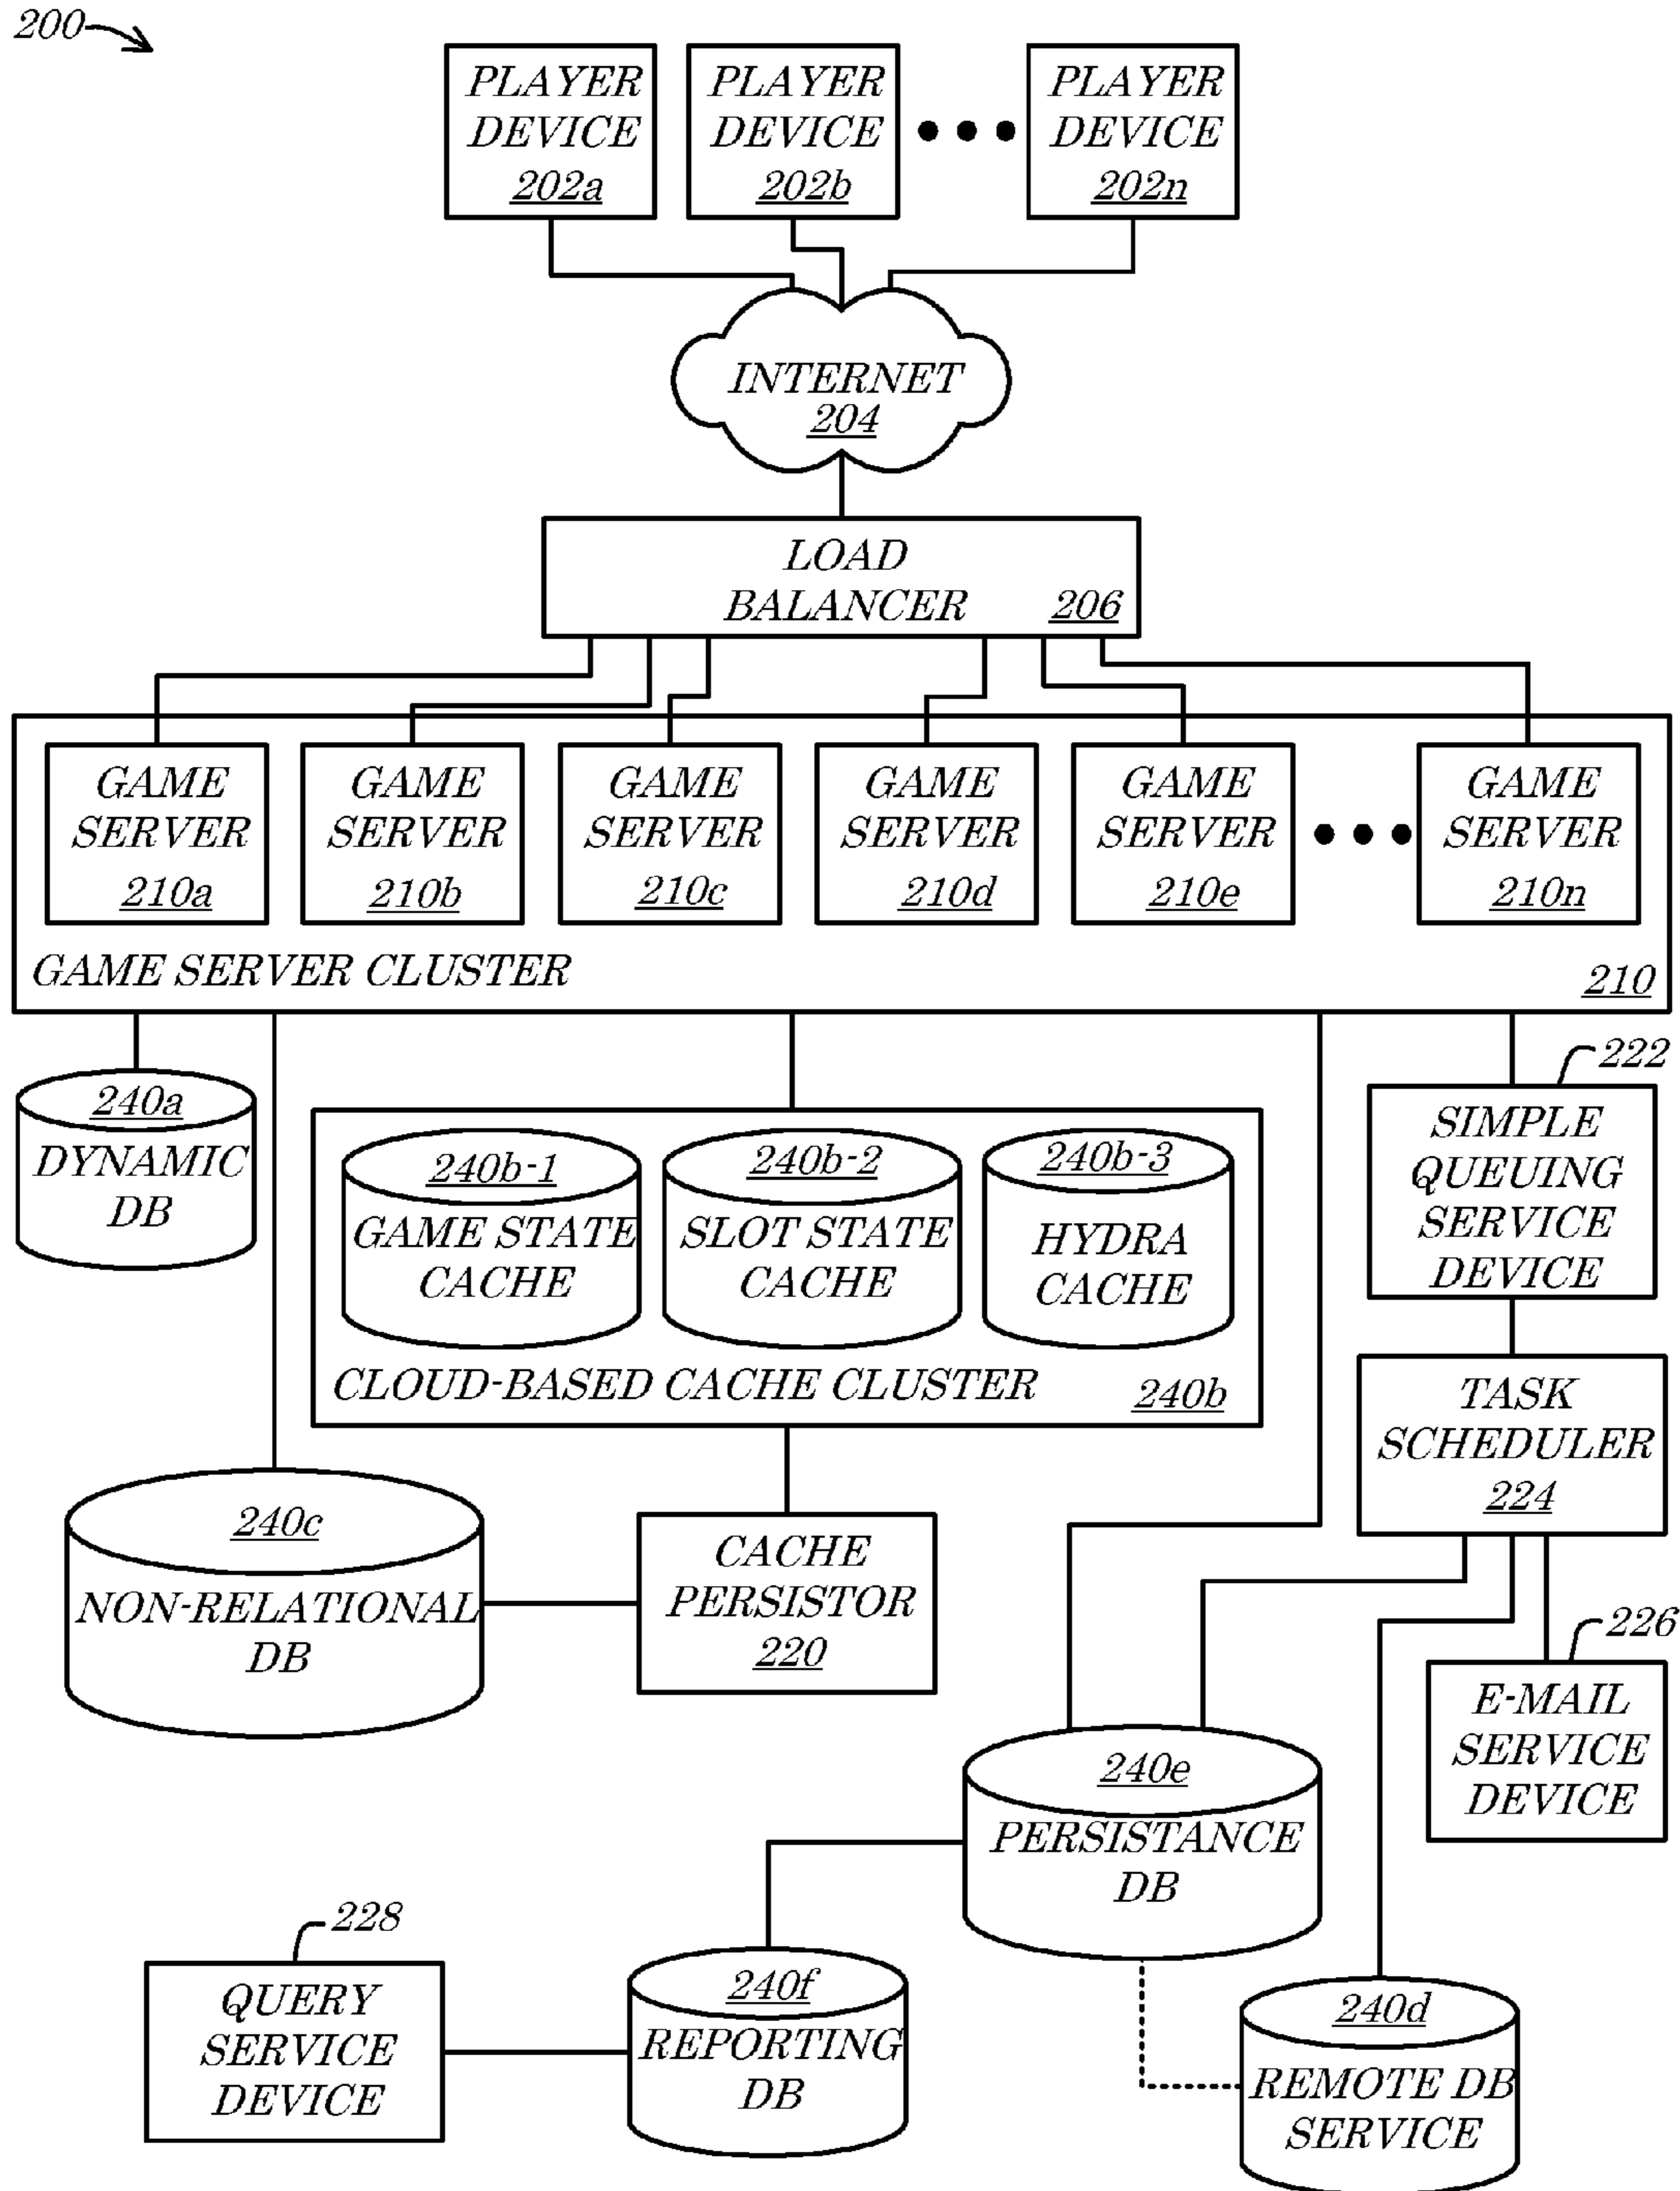 200
PLAYER
DEVICE
202a
PLAYER
DEVICE
202b
PLAYER
DEVICE
202n
INTERNET
204
LOAD
BALANCER
206
GAME
SERVER
210a
GAME
SERVER
210b
GAME
SERVER
210c
GAME
SERVER
210d
GAME
SERVER
210e
GAME
SERVER
210n
GAME SERVER CLUSTER
210
240a
DYNAMIC
DB
240b-1
GAME STATE
CACHE
240b-2
SLOT STATE
CACHE
240b-3
HYDRA
CACHE
CLOUD-BASED CACHE CLUSTER
240b
222
SIMPLE
QUEUING
SERVICE
DEVICE
TASK
SCHEDULER
224
240c
NON-RELATIONAL
DB
CACHE
PERSISTOR
220
226
E-MAIL
SERVICE
DEVICE
240e
PERSISTANCE
DB
228
QUERY
SERVICE
DEVICE
240f
REPORTING
DB
240d
REMOTE DB
SERVICE